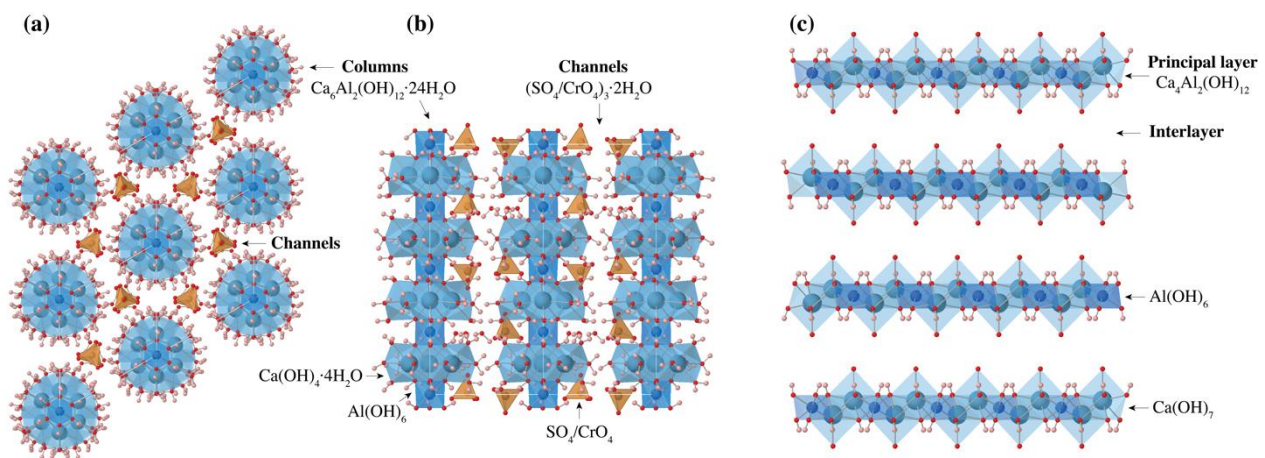 (a)
Columns
Ca₆Al₂(OH)₁₂·24H₂O
Channels
(b)
Channels
(SO₄/CrO₄)₃·2H₂O
Ca(OH)₄·4H₂O
Al(OH)₆
SO₄/CrO₄
(c)
Principal layer
Ca₄Al₂(OH)₁₂
Interlayer
Al(OH)₆
Ca(OH)₇